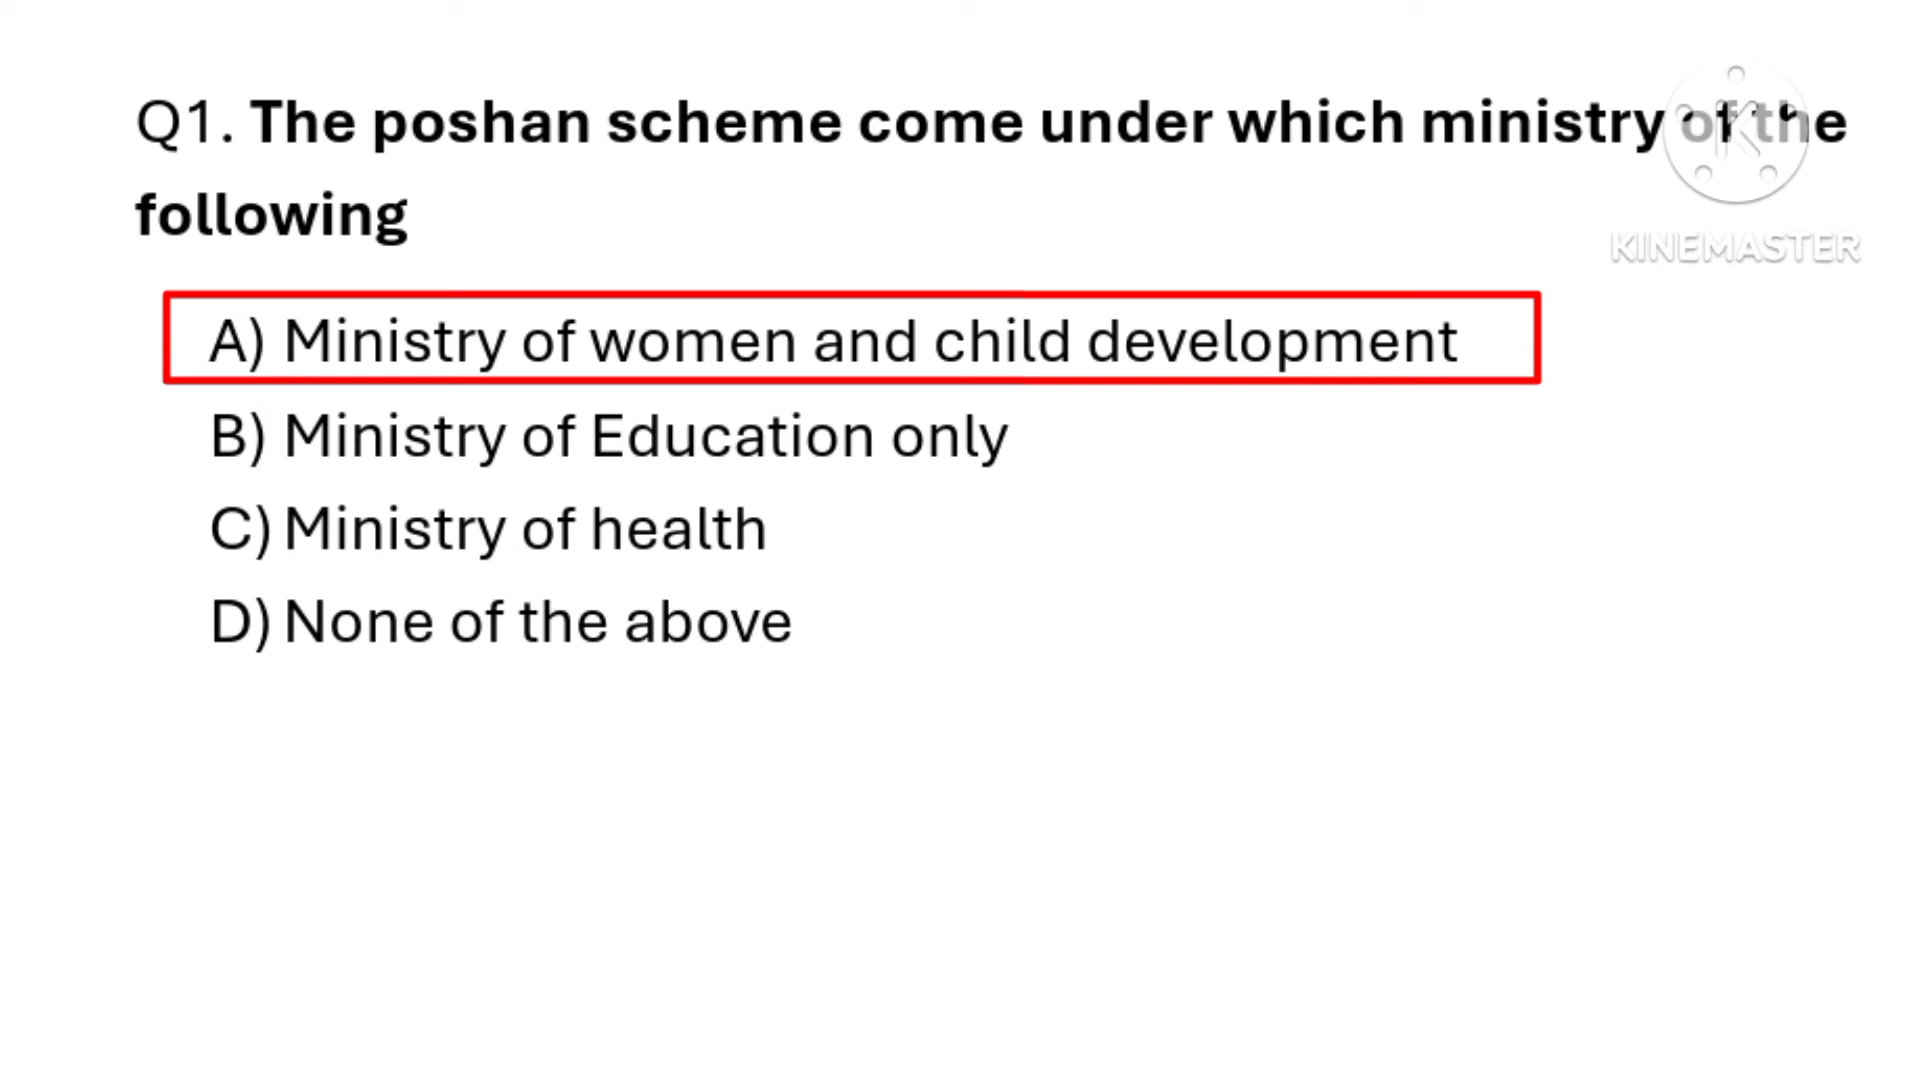 Q1. The poshan scheme come under which ministry of the
following
KINEMASTER
A) Ministry of women and child development
B) Ministry of Education only
C) Ministry of health
D) None of the above